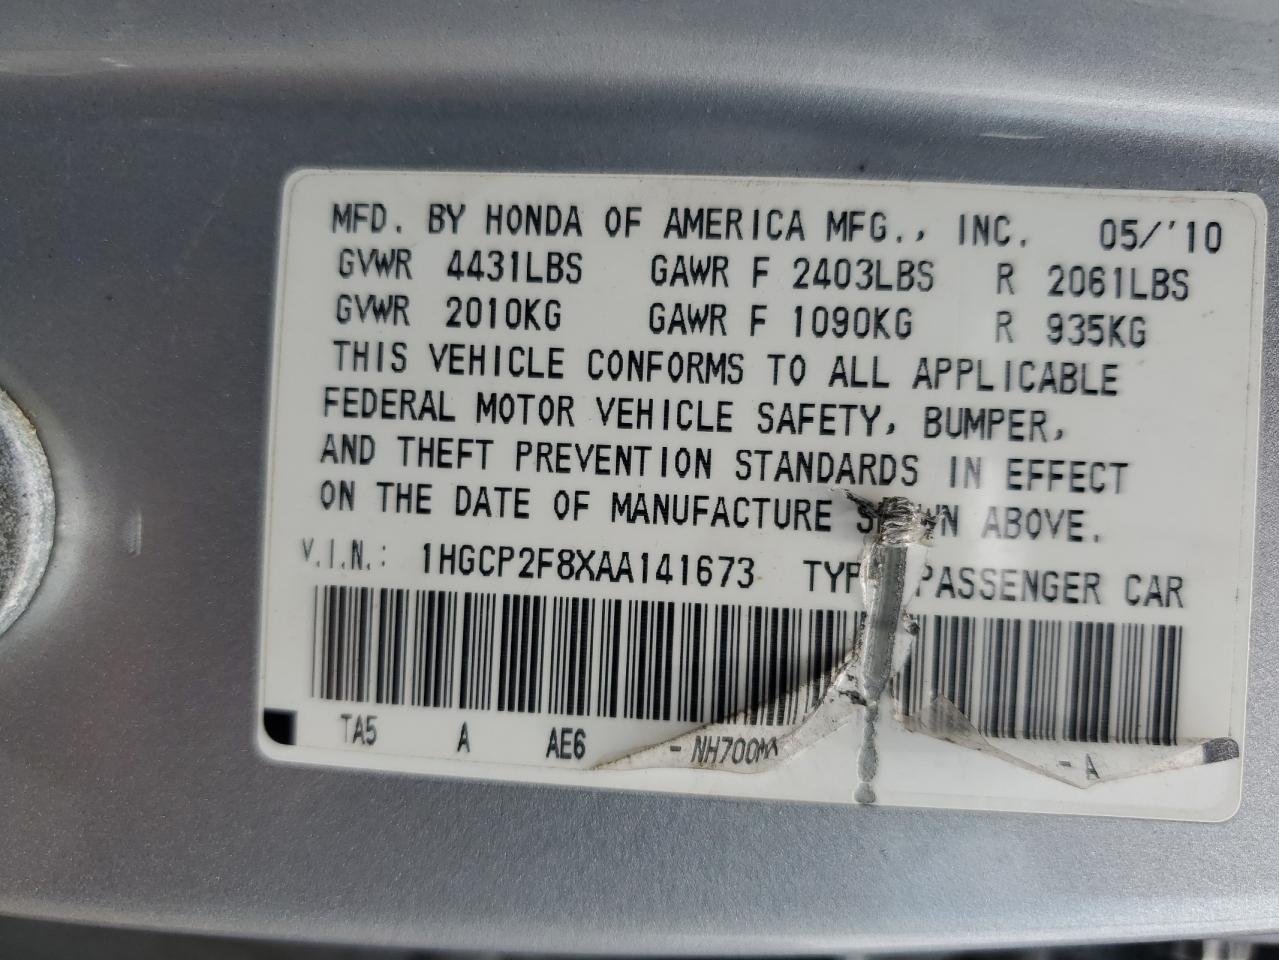 MFD. BY HONDA OF AMERICA MFG., INC. 05/'10
GVWR 4431LBS GAWR F 2403LBS R 2061LBS
GVWR 2010KG GAWR F 1090KG R 935KG
THIS VEHICLE CONFORMS TO ALL APPLICABLE
FEDERAL MOTOR VEHICLE SAFETY, BUMPER,
AND THEFT PREVENTION STANDARDS IN EFFECT
ON THE DATE OF MANUFACTURE ABOVE.
V.I.N.: 1HGCP2F8XAA141673 PASSENGER CAR
TA5 A AE6 - NH700M - A